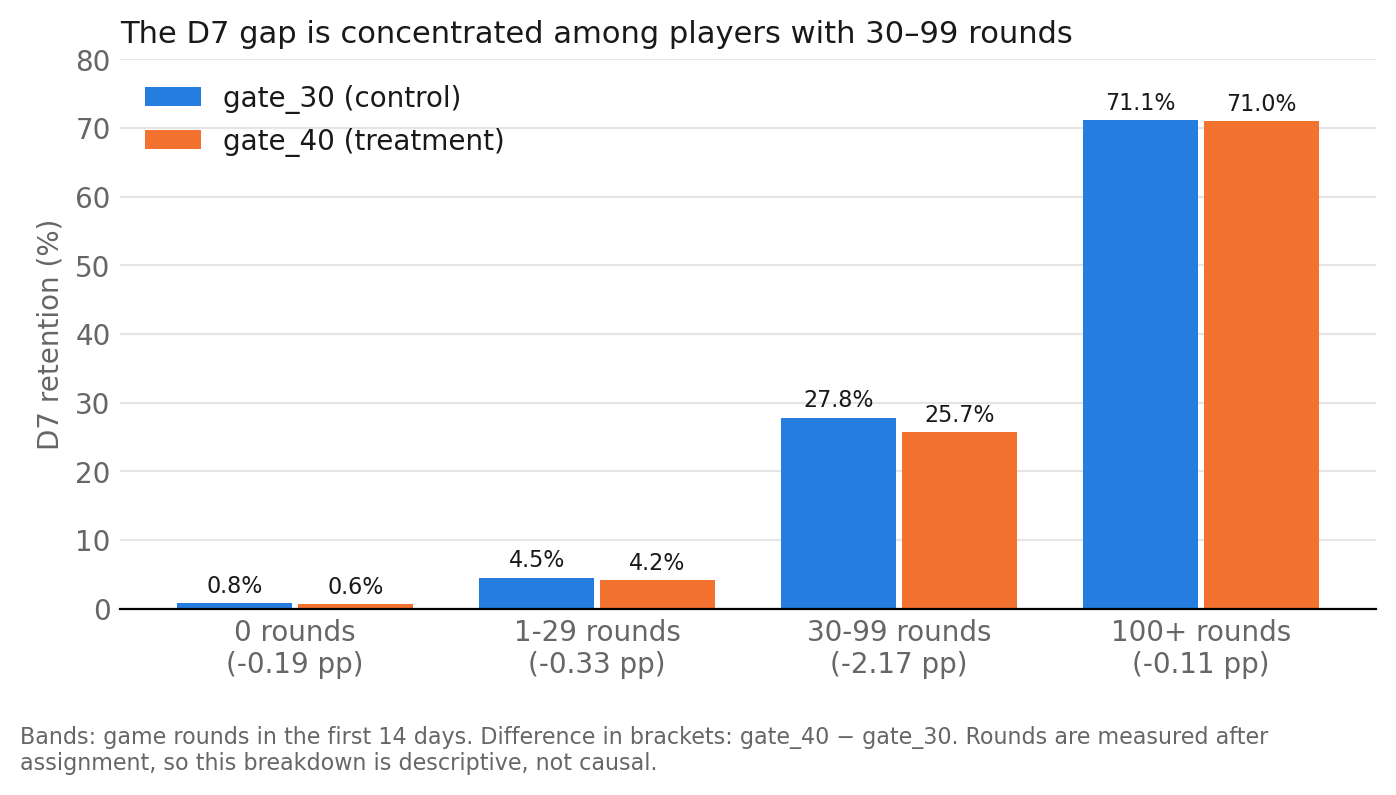 The D7 gap is concentrated among players with 30–99 rounds
gate_30 (control)
gate_40 (treatment)
D7 retention (%)
80
70
60
50
40
30
20
10
0
0.8%
0.6%
4.5%
4.2%
27.8%
25.7%
71.1%
71.0%
0 rounds
(-0.19 pp)
1-29 rounds
(-0.33 pp)
30-99 rounds
(-2.17 pp)
100+ rounds
(-0.11 pp)
Bands: game rounds in the first 14 days. Difference in brackets: gate_40 − gate_30. Rounds are measured after
assignment, so this breakdown is descriptive, not causal.